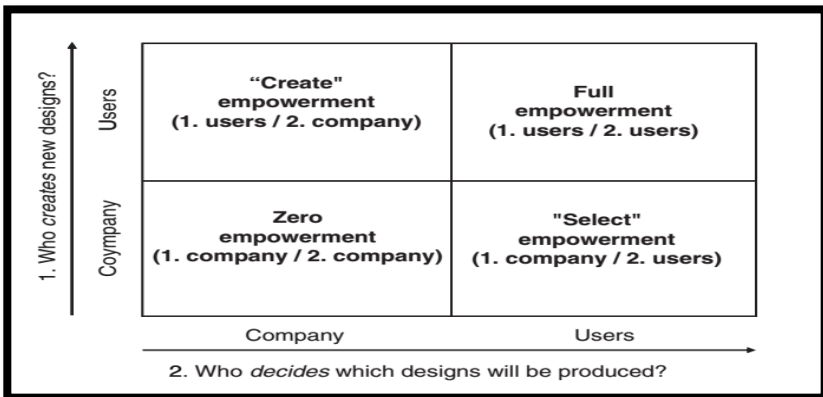 1. Who creates new designs?
Users
Coympany
“Create"
empowerment
(1. users / 2. company)
Full
empowerment
(1. users / 2. users)
Zero
empowerment
(1. company / 2. company)
"Select"
empowerment
(1. company / 2. users)
Company
Users
2. Who decides which designs will be produced?